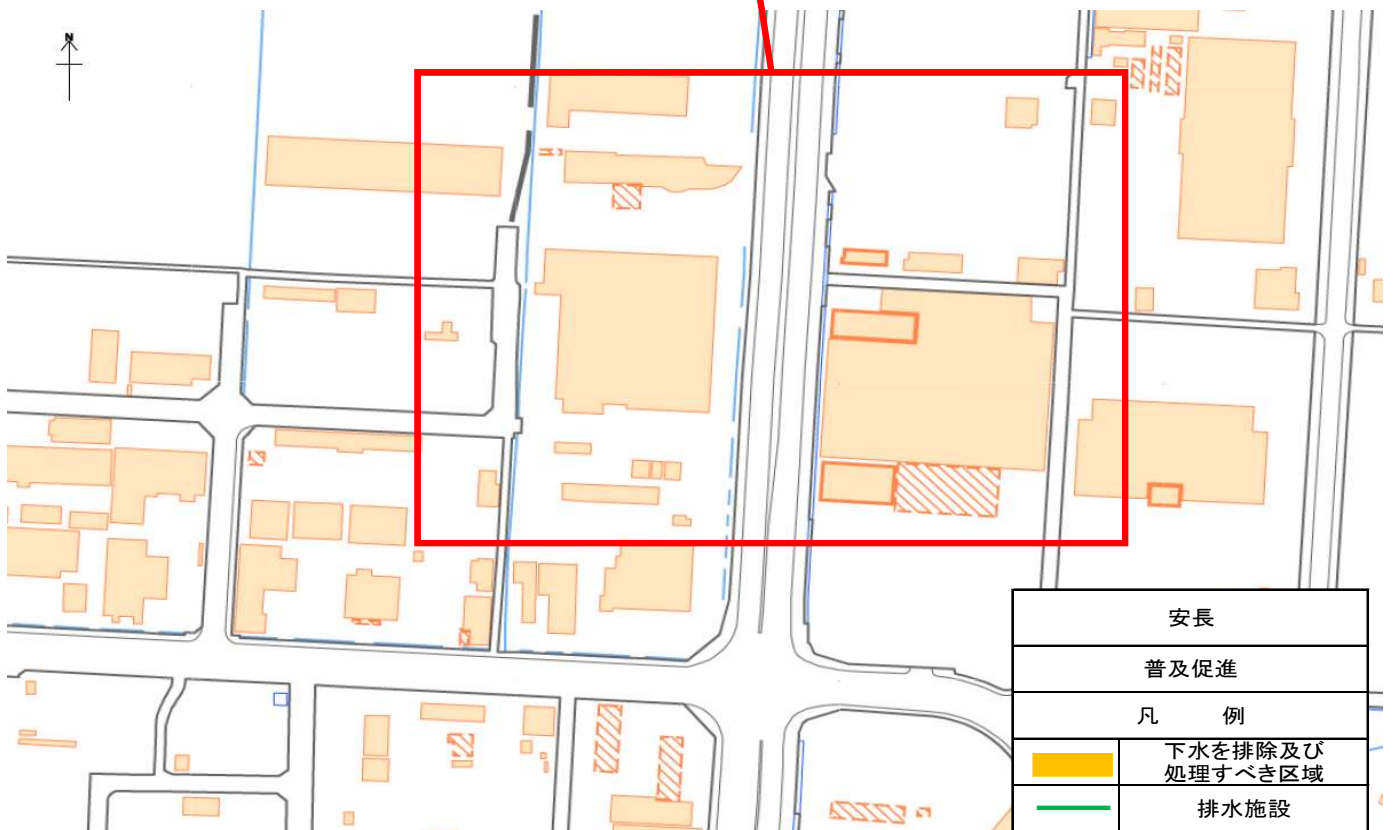 N
安長
普及促進
凡 例
下水を排除及び
処理すべき区域
排水施設